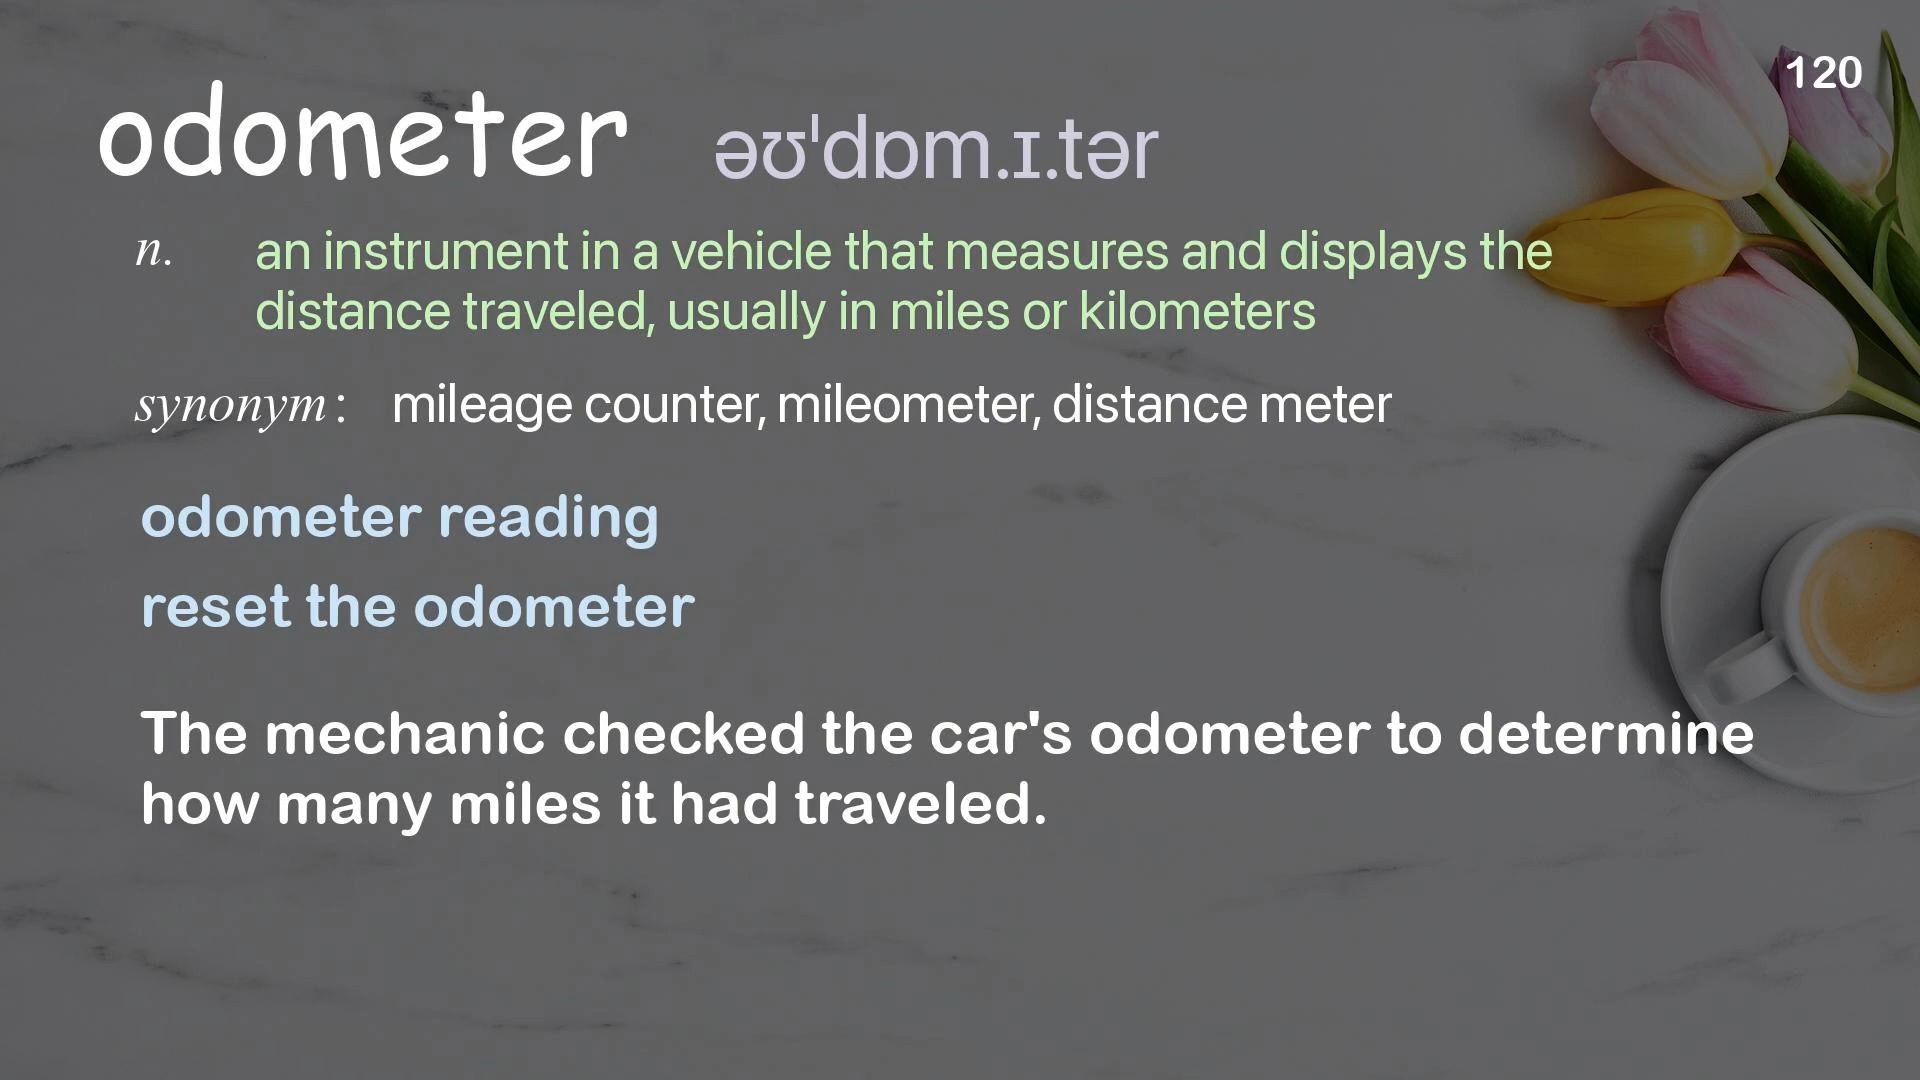 120
odometer əʊˈdɒm.ɪ.tər
n. an instrument in a vehicle that measures and displays the
distance traveled, usually in miles or kilometers
synonym: mileage counter, mileometer, distance meter
odometer reading
reset the odometer
The mechanic checked the car's odometer to determine
how many miles it had traveled.